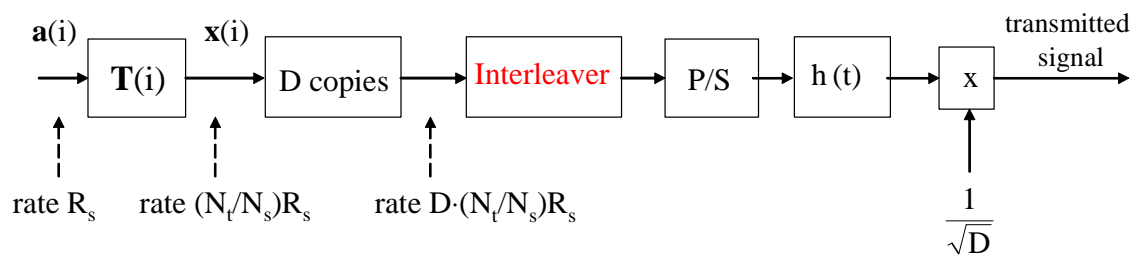 transmitted
signal
a(i)
x(i)
T(i)
D copies
Interleaver
P/S
h (t)
x
rate Rₛ
rate (Nₜ/Nₛ)Rₛ
rate D·(Nₜ/Nₛ)Rₛ
1
√D